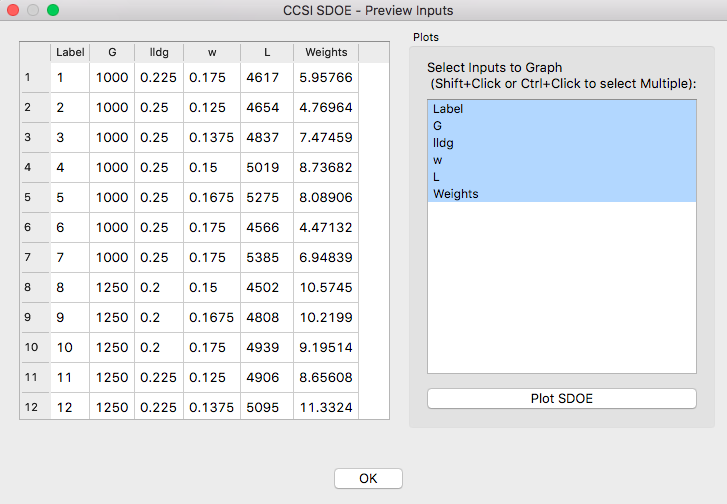 CCSI SDOE - Preview Inputs
Label G lldg w L Weights
1 1 1000 0.225 0.175 4617 5.95766
2 2 1000 0.25 0.125 4654 4.76964
3 3 1000 0.25 0.1375 4837 7.47459
4 4 1000 0.25 0.15 5019 8.73682
5 5 1000 0.25 0.1675 5275 8.08906
6 6 1000 0.25 0.175 4566 4.47132
7 7 1000 0.25 0.175 5385 6.94839
8 8 1250 0.2 0.15 4502 10.5745
9 9 1250 0.2 0.1675 4808 10.2199
10 10 1250 0.2 0.175 4939 9.19514
11 11 1250 0.225 0.125 4906 8.65608
12 12 1250 0.225 0.1375 5095 11.3324
Plots
Select Inputs to Graph
(Shift+Click or Ctrl+Click to select Multiple):
Label
G
lldg
w
L
Weights
Plot SDOE
OK